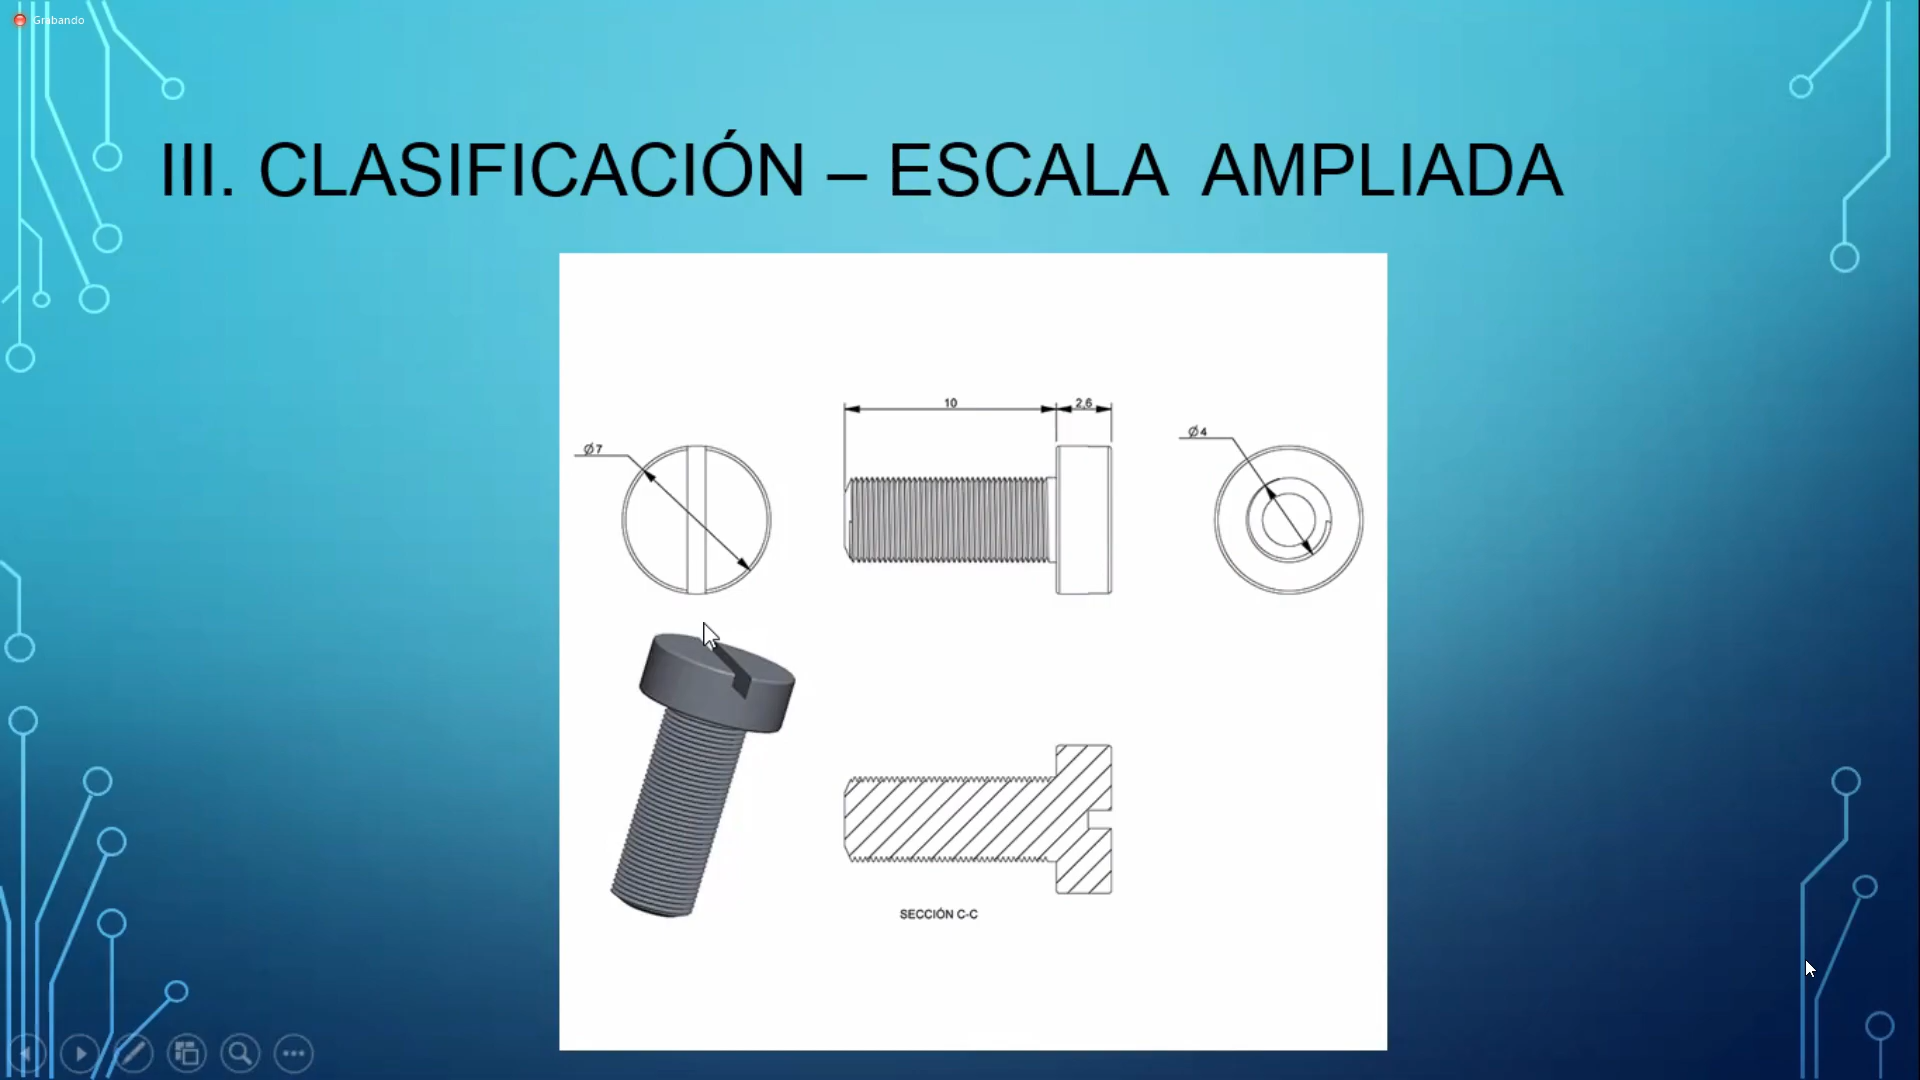 Grabando
III. CLASIFICACIÓN – ESCALA AMPLIADA
10
2,6
Ø7
Ø4
SECCIÓN C-C